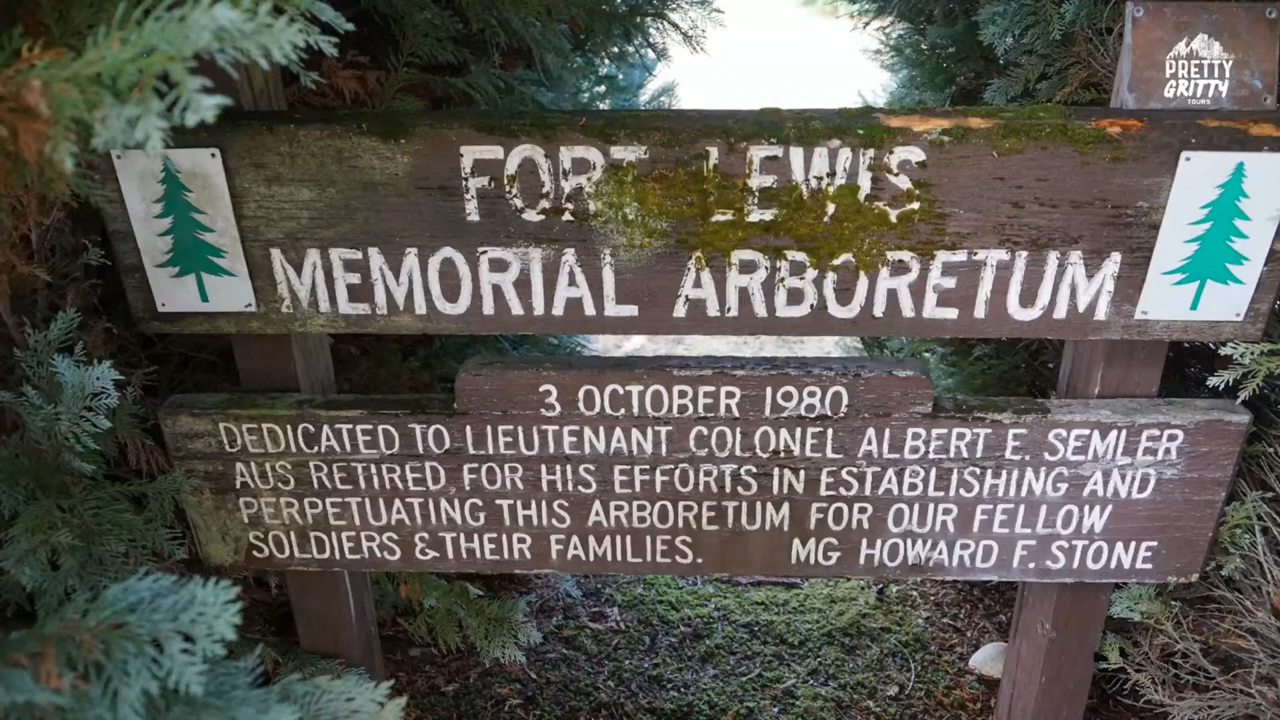 PRETTY
GRITTY
TOURS
FORT LEWIS
MEMORIAL ARBORETUM
3 OCTOBER 1980
DEDICATED TO LIEUTENANT COLONEL ALBERT E. SEMLER
AUS RETIRED, FOR HIS EFFORTS IN ESTABLISHING AND
PERPETUATING THIS ARBORETUM FOR OUR FELLOW
SOLDIERS & THEIR FAMILIES. MG HOWARD F. STONE